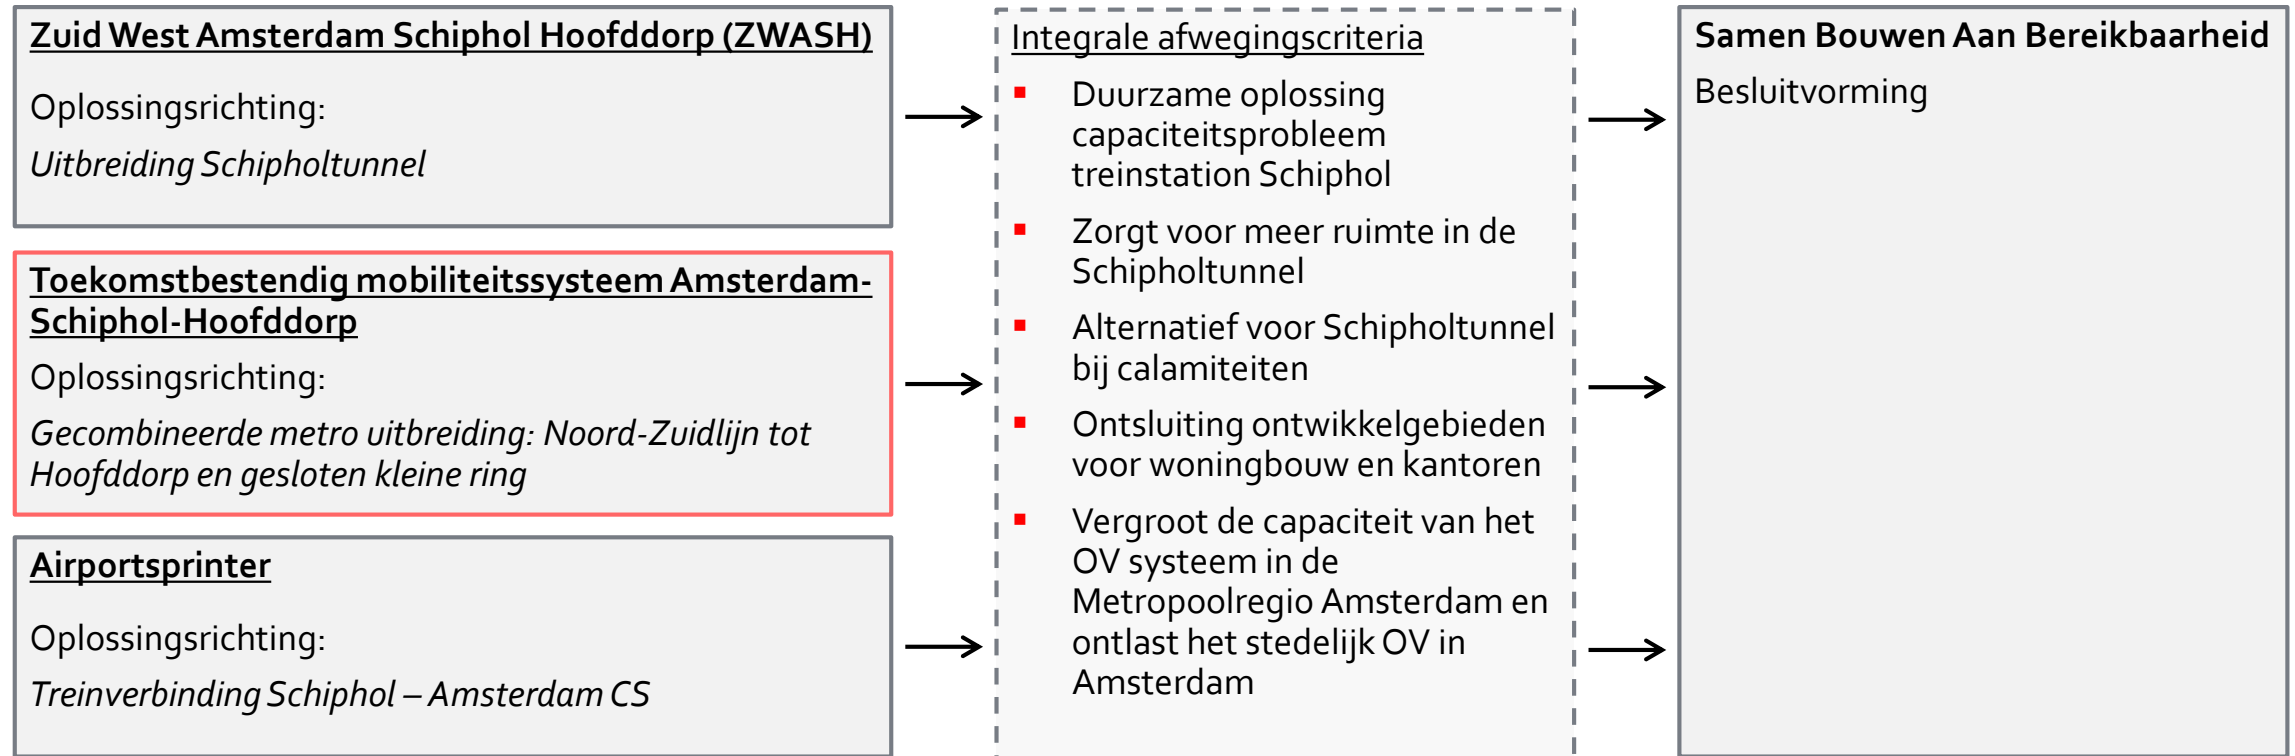 Zuid West Amsterdam Schiphol Hoofddorp (ZWASH)
Oplossingsrichting:
Uitbreiding Schipholtunnel
Toekomstbestendig mobiliteitssysteem Amsterdam-
Schiphol-Hoofddorp
Oplossingsrichting:
Gecombineerde metro uitbreiding: Noord-Zuidlijn tot
Hoofddorp en gesloten kleine ring
Airportsprinter
Oplossingsrichting:
Treinverbinding Schiphol – Amsterdam CS
Integrale afwegingscriteria
▪ Duurzame oplossing
capaciteitsprobleem
treinstation Schiphol
▪ Zorgt voor meer ruimte in de
Schipholtunnel
▪ Alternatief voor Schipholtunnel
bij calamiteiten
▪ Ontsluiting ontwikkelgebieden
voor woningbouw en kantoren
▪ Vergroot de capaciteit van het
OV systeem in de
Metropoolregio Amsterdam en
ontlast het stedelijk OV in
Amsterdam
Samen Bouwen Aan Bereikbaarheid
Besluitvorming